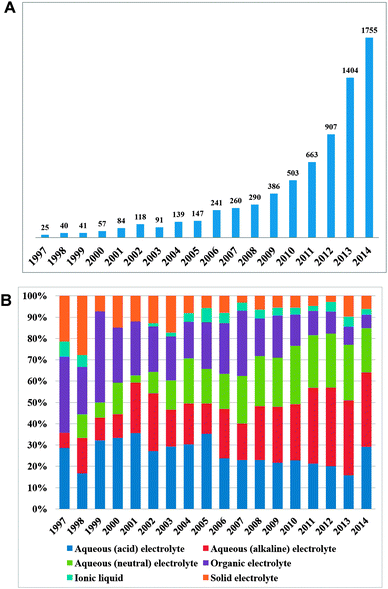 A
25 40 41 57 84 118 91 139 147 241 260 290 386 503 663 907 1404 1755
1997 1998 1999 2000 2001 2002 2003 2004 2005 2006 2007 2008 2009 2010 2011 2012 2013 2014
B
100%
90%
80%
70%
60%
50%
40%
30%
20%
10%
0%
1997 1998 1999 2000 2001 2002 2003 2004 2005 2006 2007 2008 2009 2010 2011 2012 2013 2014
Aqueous (acid) electrolyte Aqueous (alkaline) electrolyte
Aqueous (neutral) electrolyte Organic electrolyte
Ionic liquid Solid electrolyte